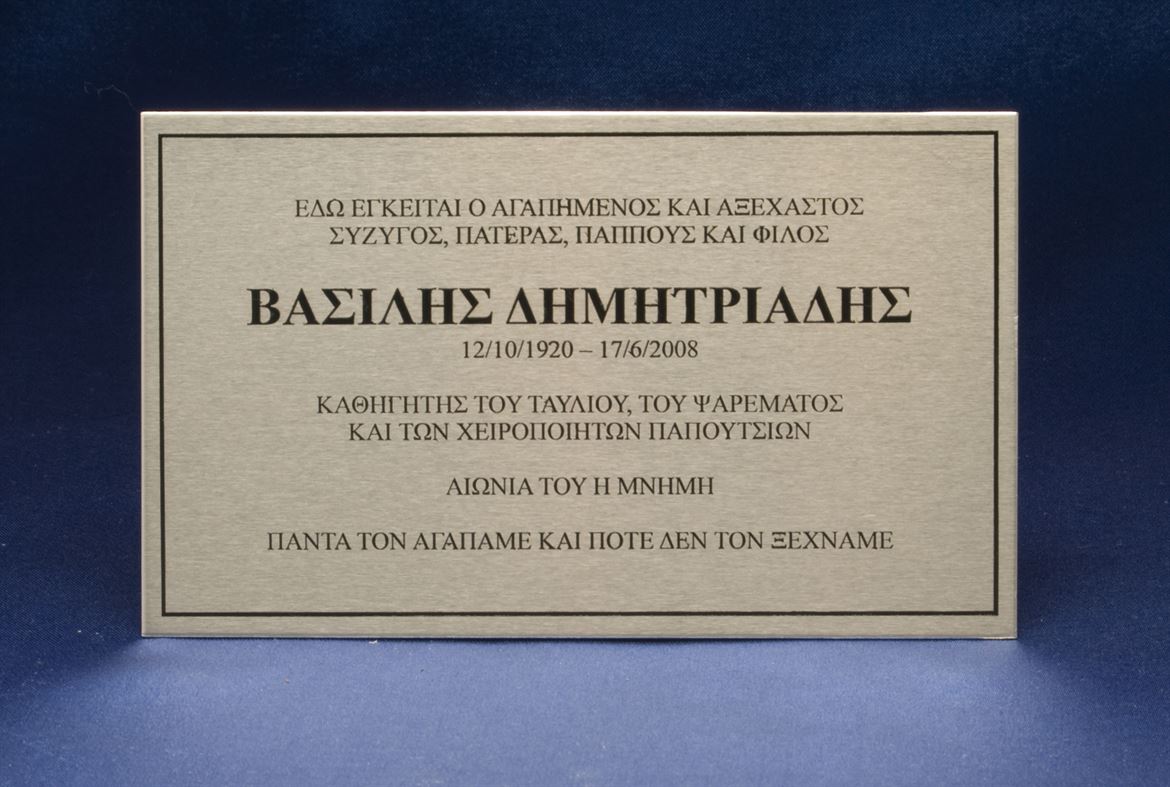 ΕΔΩ ΕΓΚΕΙΤΑΙ Ο ΑΓΑΠΗΜΕΝΟΣ ΚΑΙ ΑΞΕΧΑΣΤΟΣ
ΣΥΖΥΓΟΣ, ΠΑΤΕΡΑΣ, ΠΑΠΠΟΥΣ ΚΑΙ ΦΙΛΟΣ
ΒΑΣΙΛΗΣ ΔΗΜΗΤΡΙΑΔΗΣ
12/10/1920 – 17/6/2008
ΚΑΘΗΓΗΤΗΣ ΤΟΥ ΤΑΥΛΙΟΥ, ΤΟΥ ΨΑΡΕΜΑΤΟΣ
ΚΑΙ ΤΩΝ ΧΕΙΡΟΠΟΙΗΤΩΝ ΠΑΠΟΥΤΣΙΩΝ
ΑΙΩΝΙΑ ΤΟΥ Η ΜΝΗΜΗ
ΠΑΝΤΑ ΤΟΝ ΑΓΑΠΑΜΕ ΚΑΙ ΠΟΤΕ ΔΕΝ ΤΟΝ ΞΕΧΝΑΜΕ